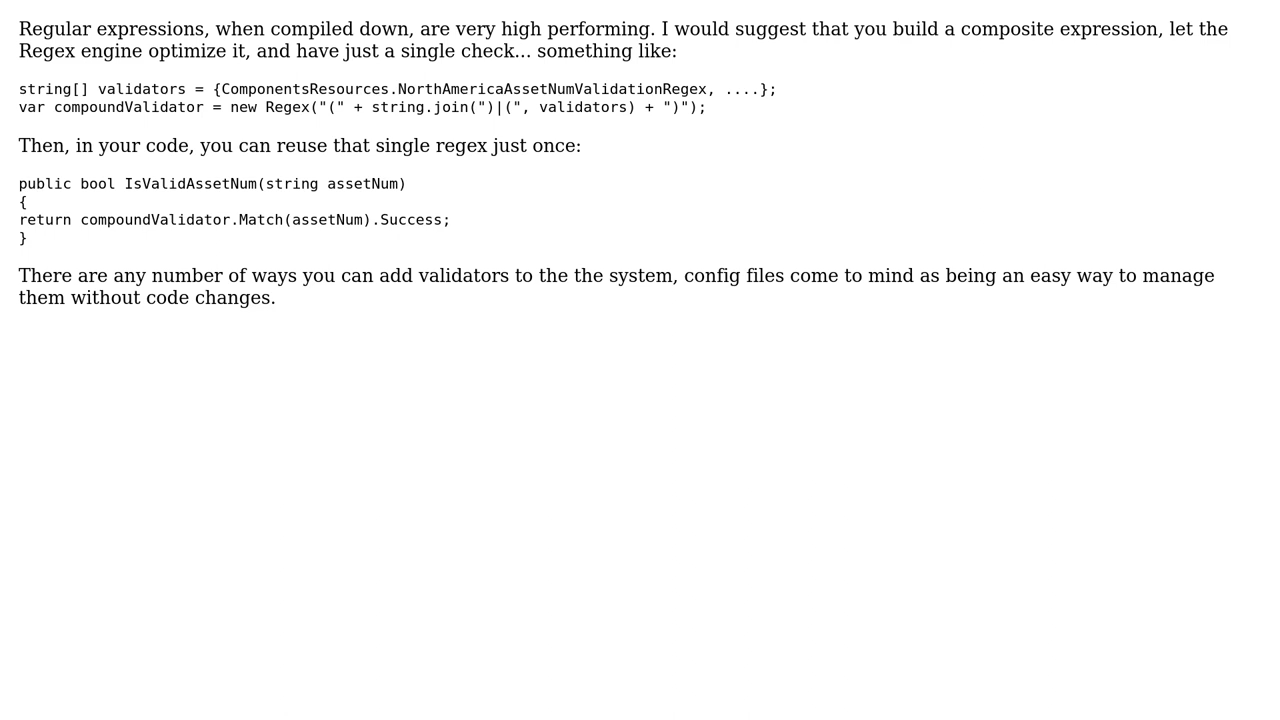 Regular expressions, when compiled down, are very high performing. I would suggest that you build a composite expression, let the
Regex engine optimize it, and have just a single check... something like:
string[] validators = {ComponentsResources.NorthAmericaAssetNumValidationRegex, ....};
var compoundValidator = new Regex("(" + string.join(")|(", validators) + ")");
Then, in your code, you can reuse that single regex just once:
public bool IsValidAssetNum(string assetNum)
{
return compoundValidator.Match(assetNum).Success;
}
There are any number of ways you can add validators to the the system, config files come to mind as being an easy way to manage
them without code changes.